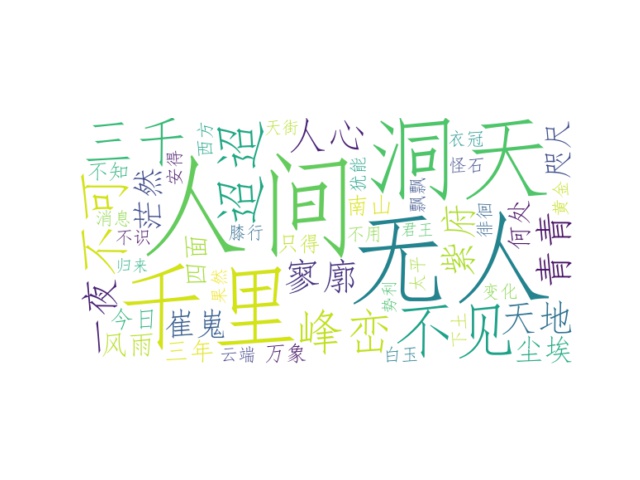 三千
迢迢
西方
天街
人心
洞天
衣冠
咫尺
不知
安得
茫然
人间
犹能
怪石
不可
消息
不识
膝行
南山
飘飘
徘徊
黄金
只得
不用
君王
紫府
何处
青青
归来
四面
无人
一夜
千里
果然
寥廓
太平
势利
变化
今日
崔嵬
峰峦
不见
天地
风雨
三年
云端
万象
白玉
下土
尘埃